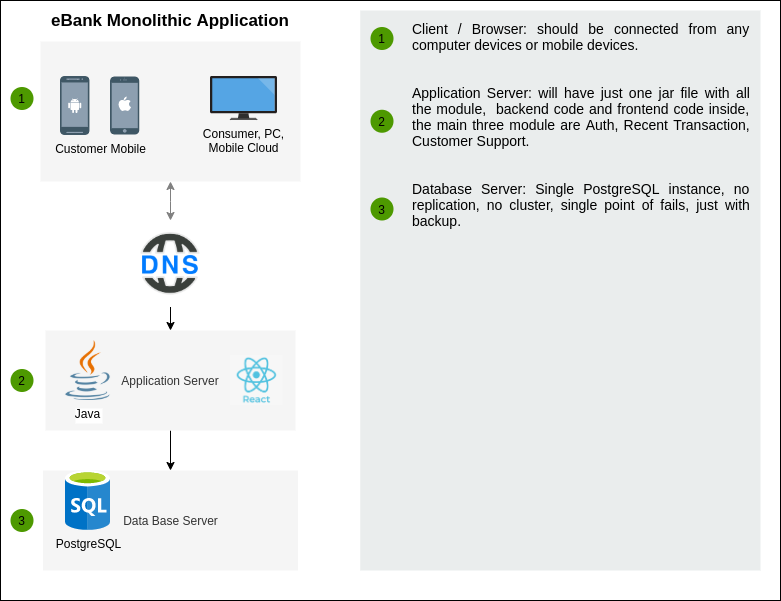 eBank Monolithic Application
1
Customer Mobile
Consumer, PC,
Mobile Cloud
DNS
2
Java
Application Server
React
3
SQL
PostgreSQL
Data Base Server
1
Client / Browser: should be connected from any
computer devices or mobile devices.
2
Application Server: will have just one jar file with all
the module, backend code and frontend code inside,
the main three module are Auth, Recent Transaction,
Customer Support.
3
Database Server: Single PostgreSQL instance, no
replication, no cluster, single point of fails, just with
backup.